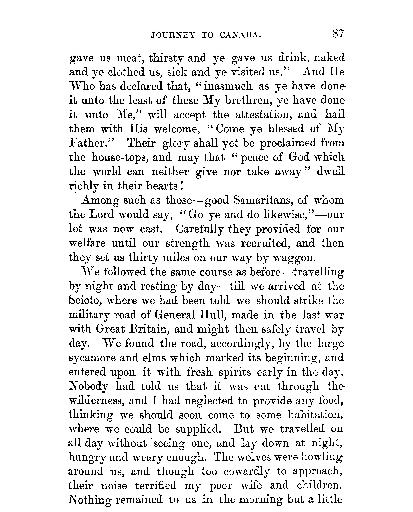 JOURNEY TO CANADA. 87
gave us meat, thirsty and ye gave us drink, naked
and ye clothed us, sick and ye visited us." And He
Who has declared that, "inasmuch as ye have done
it unto the least of these My brethren, ye have done
it unto Me," will accept the attestation, and hail
them with His welcome, "Come ye blessed of My
Father." Their glory shall yet be proclaimed from
the house-tops, and may that "peace of God which
the world can neither give nor take away" dwell
richly in their hearts!
Among such as those—good Samaritans, of whom
the Lord would say, "Go ye and do likewise,"—our
lot was now cast. Carefully they provided for our
welfare until our strength was recruited, and then
they set us thirty miles on our way by waggon.
We followed the same course as before—travelling
by night and resting by day—till we arrived at the
Scioto, where we had been told we should strike the
military road of General Hull, made in the last war
with Great Britain, and might then safely travel by
day. We found the road, accordingly, by the large
sycamore and elms which marked its beginning, and
entered upon it with fresh spirits early in the day.
Nobody had told us that it was cut through the
wilderness, and I had neglected to provide any food,
thinking we should soon come to some habitation,
where we could be supplied. But we travelled on
all day without seeing one, and lay down at night,
hungry and weary enough. The wolves were howling
around us, and though too cowardly to approach,
their noise terrified my poor wife and children.
Nothing remained to us in the morning but a little